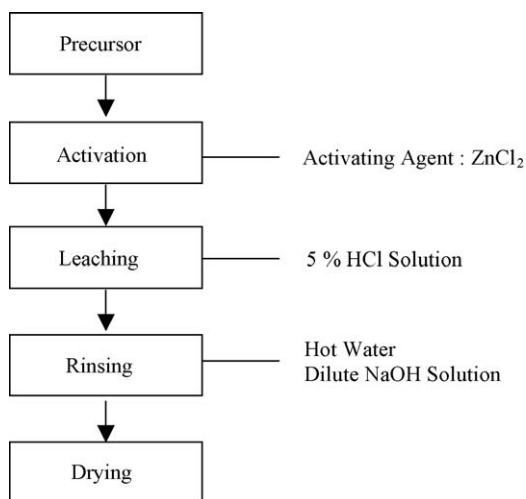 Precursor
Activation
Activating Agent : ZnCl₂
Leaching
5 % HCl Solution
Rinsing
Hot Water
Dilute NaOH Solution
Drying